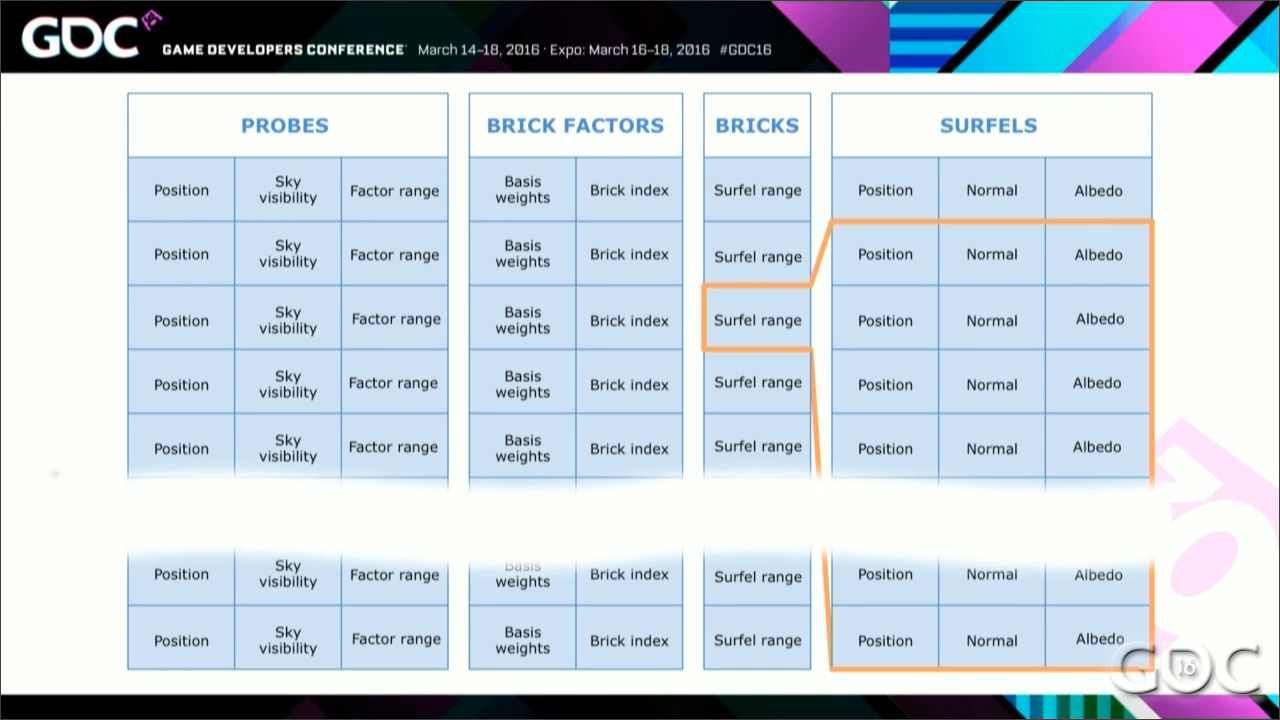 GDC 16
GAME DEVELOPERS CONFERENCE March 14–18, 2016 · Expo: March 16–18, 2016 #GDC16
PROBES BRICK FACTORS BRICKS SURFELS
Position Sky visibility Factor range Basis weights Brick index Surfel range Position Normal Albedo
Position Sky visibility Factor range Basis weights Brick index Surfel range Position Normal Albedo
Position Sky visibility Factor range Basis weights Brick index Surfel range Position Normal Albedo
Position Sky visibility Factor range Basis weights Brick index Surfel range Position Normal Albedo
Position Sky visibility Factor range Basis weights Brick index Surfel range Position Normal Albedo
Position Sky visibility Factor range Basis weights Brick index Surfel range Position Normal Albedo
Position Sky visibility Factor range Basis weights Brick index Surfel range Position Normal Albedo
GDC 16